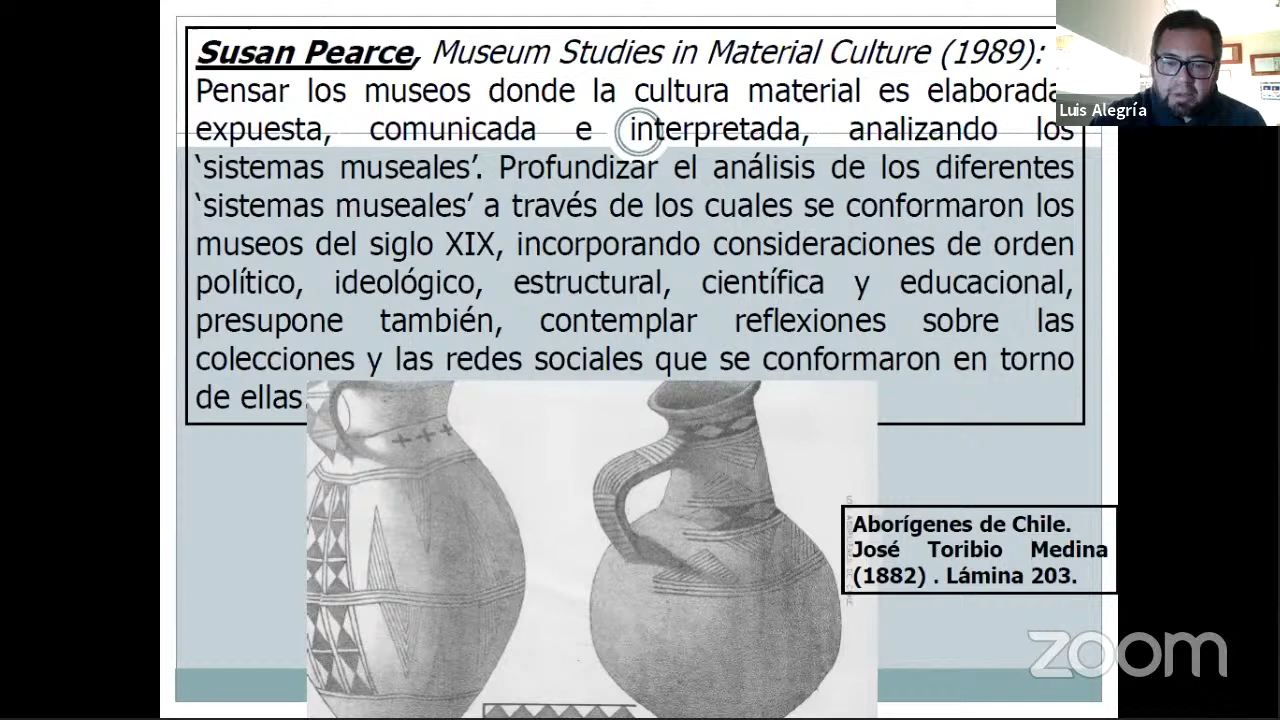 Susan Pearce, Museum Studies in Material Culture (1989):
Pensar los museos donde la cultura material es elaborada
expuesta, comunicada e interpretada, analizando los
‘sistemas museales’. Profundizar el análisis de los diferentes
‘sistemas museales’ a través de los cuales se conformaron los
museos del siglo XIX, incorporando consideraciones de orden
político, ideológico, estructural, científica y educacional,
presupone también, contemplar reflexiones sobre las
colecciones y las redes sociales que se conformaron en torno
de ellas.
Luis Alegría
Aborígenes de Chile.
José Toribio Medina
(1882) . Lámina 203.
zoom